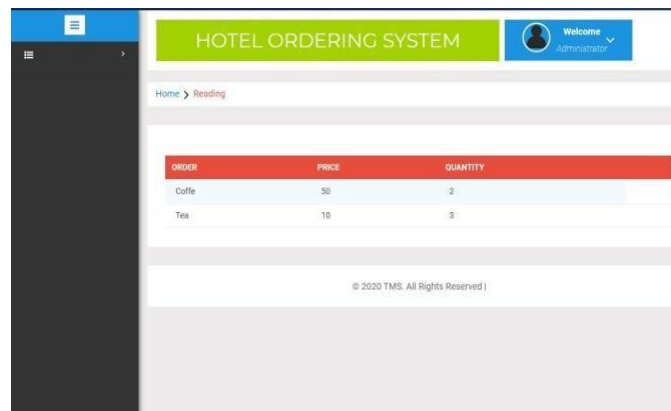 HOTEL ORDERING SYSTEM
Welcome
Administrator
Home > Reading
ORDER PRICE QUANTITY
Coffe 50 2
Tea 10 3
© 2020 TMS. All Rights Reserved |